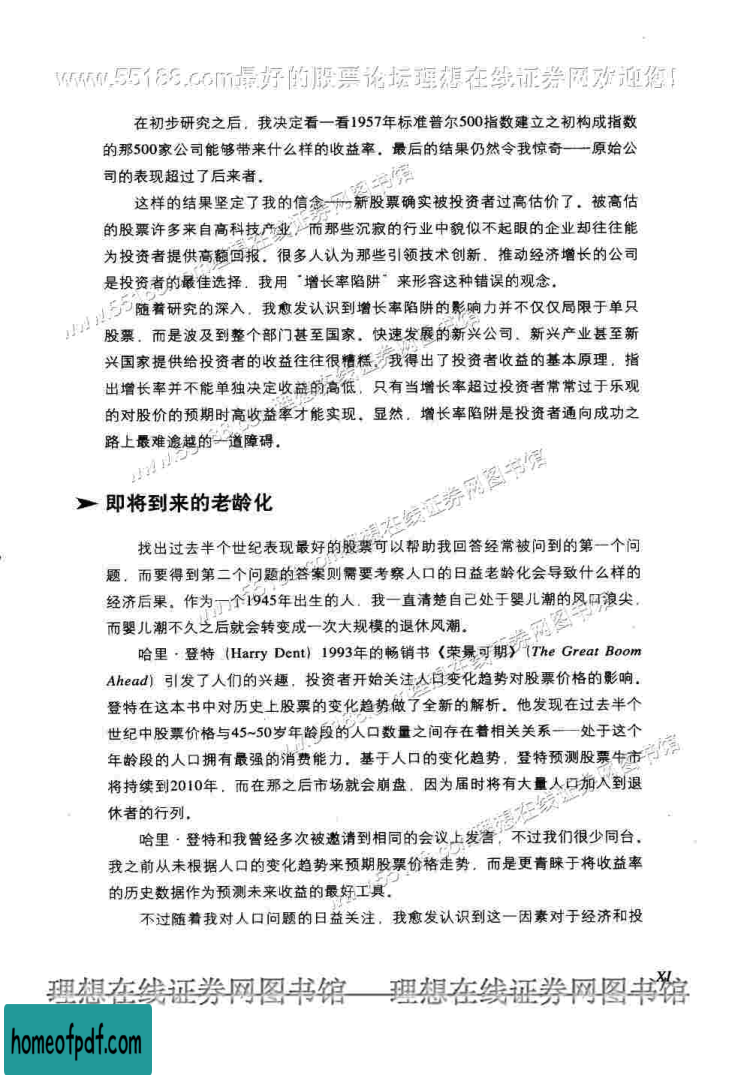 www.55188.com最好的股票论坛理想在线证券网欢迎您!
在初步研究之后，我决定看一看1957年标准普尔500指数建立之初构成指数
的那500家公司能够带来什么样的收益率。最后的结果仍然令我惊奇——原始公
司的表现超过了后来者。
这样的结果坚定了我的信念——新股票确实被投资者过高估价了。被高估
的股票许多来自高科技产业，而那些沉寂的行业中貌似不起眼的企业却往往能
为投资者提供高额回报。很多人认为那些引领技术创新、推动经济增长的公司
是投资者的最佳选择，我用“增长率陷阱”来形容这种错误的观念。
随着研究的深入，我愈发认识到增长率陷阱的影响力并不仅仅局限于单只
股票，而是波及到整个部门甚至国家。快速发展的新兴公司、新兴产业甚至新
兴国家提供给投资者的收益往往很糟糕。我得出了投资者收益的基本原理，指
出增长率并不能单独决定收益的高低，只有当增长率超过投资者常常过于乐观
的对股价的预期时高收益率才能实现。显然，增长率陷阱是投资者通向成功之
路上最难逾越的一道障碍。
➤ 即将到来的老龄化
找出过去半个世纪表现最好的股票可以帮助我回答经常被问到的第一个问
题，而要得到第二个问题的答案则需要考察人口的日益老龄化会导致什么样的
经济后果。作为一个1945年出生的人，我一直清楚自己处于婴儿潮的风口浪尖，
而婴儿潮不久之后就会转变成一次大规模的退休风潮。
哈里·登特（Harry Dent）1993年的畅销书《荣景可期》（The Great Boom
Ahead）引发了人们的兴趣，投资者开始关注人口变化趋势对股票价格的影响。
登特在这本书中对历史上股票的变化趋势做了全新的解析。他发现在过去半个
世纪中股票价格与45~50岁年龄段的人口数量之间存在着相关关系——处于这个
年龄段的人口拥有最强的消费能力。基于人口的变化趋势，登特预测股票牛市
将持续到2010年，而在那之后市场就会崩盘，因为届时将有大量人口加入到退
休者的行列。
哈里·登特和我曾经多次被邀请到相同的会议上发言，不过我们很少同台。
我之前从未根据人口的变化趋势来预期股票价格走势，而是更青睐于将收益率
的历史数据作为预测未来收益的最好工具。
不过随着我对人口问题的日益关注，我愈发认识到这一因素对于经济和投
XI
理想在线证券网图书馆——理想在线证券网图书馆
homeofpdf.com